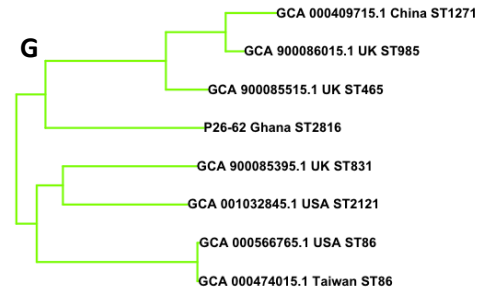 GCA 000409715.1 China ST1271
G
GCA 900086015.1 UK ST985
GCA 900085515.1 UK ST465
P26-62 Ghana ST2816
GCA 900085395.1 UK ST831
GCA 001032845.1 USA ST2121
GCA 000566765.1 USA ST86
GCA 000474015.1 Taiwan ST86